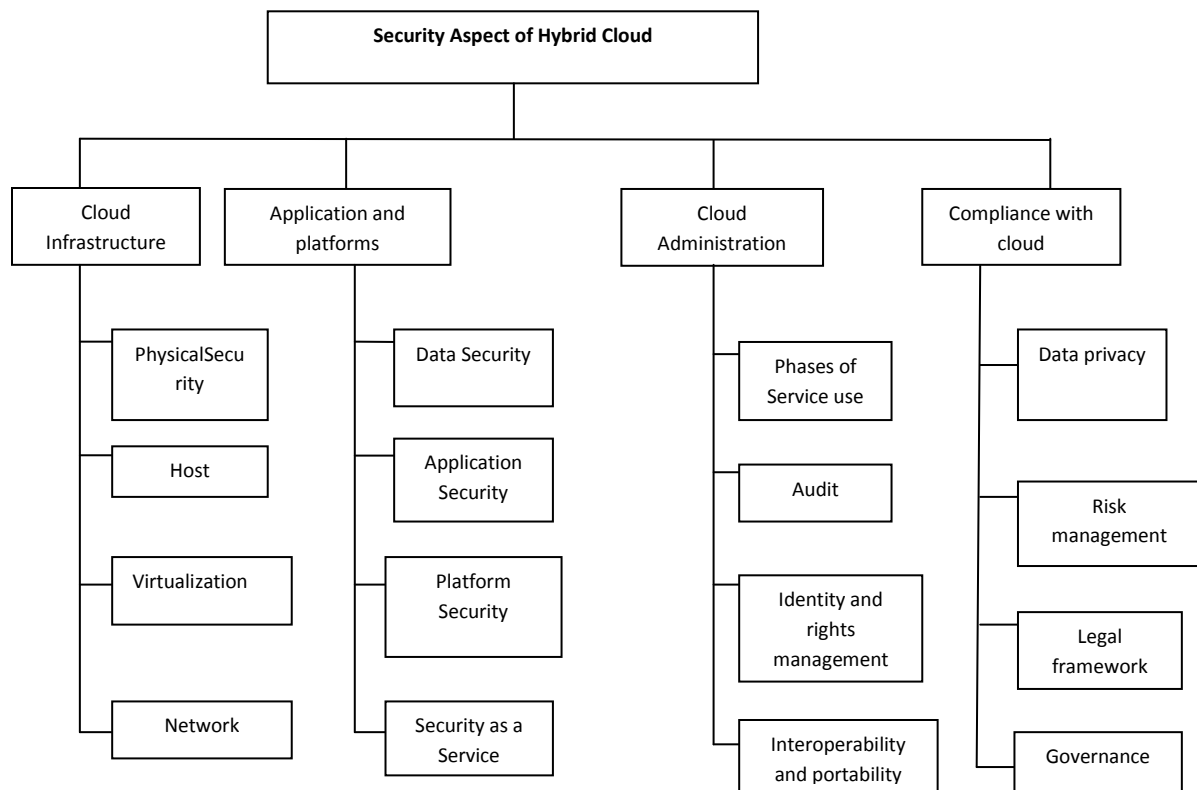 Security Aspect of Hybrid Cloud
Cloud
Infrastructure
Application and
platforms
Cloud
Administration
Compliance with
cloud
PhysicalSecu
rity
Host
Virtualization
Network
Data Security
Application
Security
Platform
Security
Security as a
Service
Phases of
Service use
Audit
Identity and
rights
management
Interoperability
and portability
Data privacy
Risk
management
Legal
framework
Governance